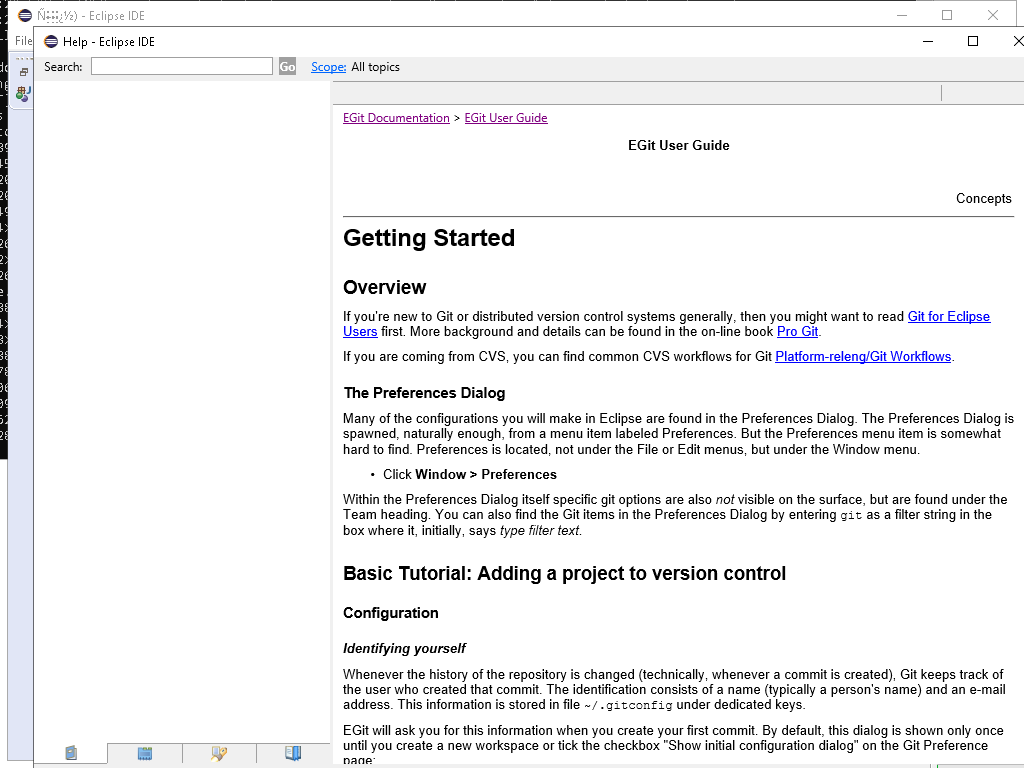 - Eclipse IDE
File
Help - Eclipse IDE
Search:
Go
Scope: All topics
EGit Documentation > EGit User Guide
EGit User Guide
Concepts
Getting Started
Overview
If you're new to Git or distributed version control systems generally, then you might want to read Git for Eclipse
Users first. More background and details can be found in the on-line book Pro Git.
If you are coming from CVS, you can find common CVS workflows for Git Platform-releng/Git Workflows.
The Preferences Dialog
Many of the configurations you will make in Eclipse are found in the Preferences Dialog. The Preferences Dialog is
spawned, naturally enough, from a menu item labeled Preferences. But the Preferences menu item is somewhat
hard to find. Preferences is located, not under the File or Edit menus, but under the Window menu.
• Click Window > Preferences
Within the Preferences Dialog itself specific git options are also not visible on the surface, but are found under the
Team heading. You can also find the Git items in the Preferences Dialog by entering git as a filter string in the
box where it, initially, says type filter text.
Basic Tutorial: Adding a project to version control
Configuration
Identifying yourself
Whenever the history of the repository is changed (technically, whenever a commit is created), Git keeps track of
the user who created that commit. The identification consists of a name (typically a person's name) and an e-mail
address. This information is stored in file ~/.gitconfig under dedicated keys.
EGit will ask you for this information when you create your first commit. By default, this dialog is shown only once
until you create a new workspace or tick the checkbox "Show initial configuration dialog" on the Git Preference
page: